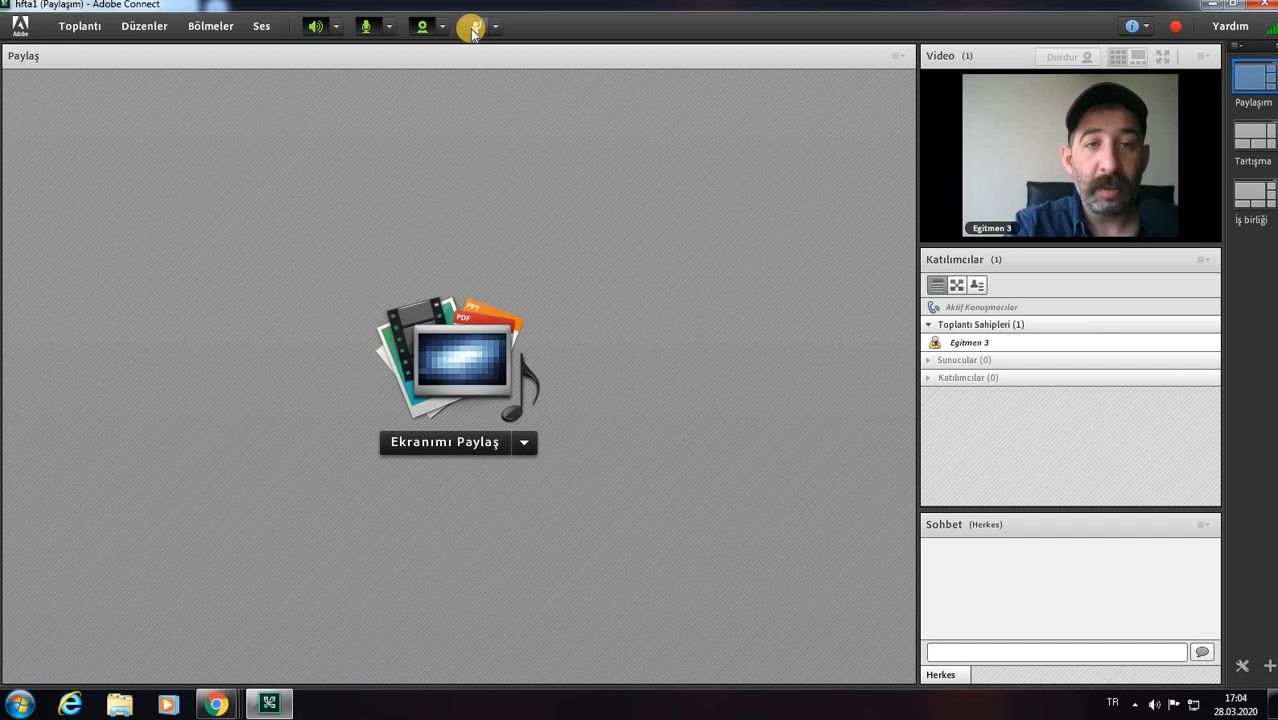 hfta1 (Paylaşım) - Adobe Connect
Adobe
Toplantı
Düzenler
Bölmeler
Ses
Yardım
Paylaş
Video (1)
Durdur
Egitmen 3
Paylaşım
Tartışma
İş birliği
Katılımcılar (1)
Aktif Konuşmacılar
Toplantı Sahipleri (1)
Egitmen 3
Sunucular (0)
Katılımcılar (0)
PPT
PDF
Ekranımı Paylaş
Sohbet (Herkes)
Herkes
TR
17:04
28.03.2020